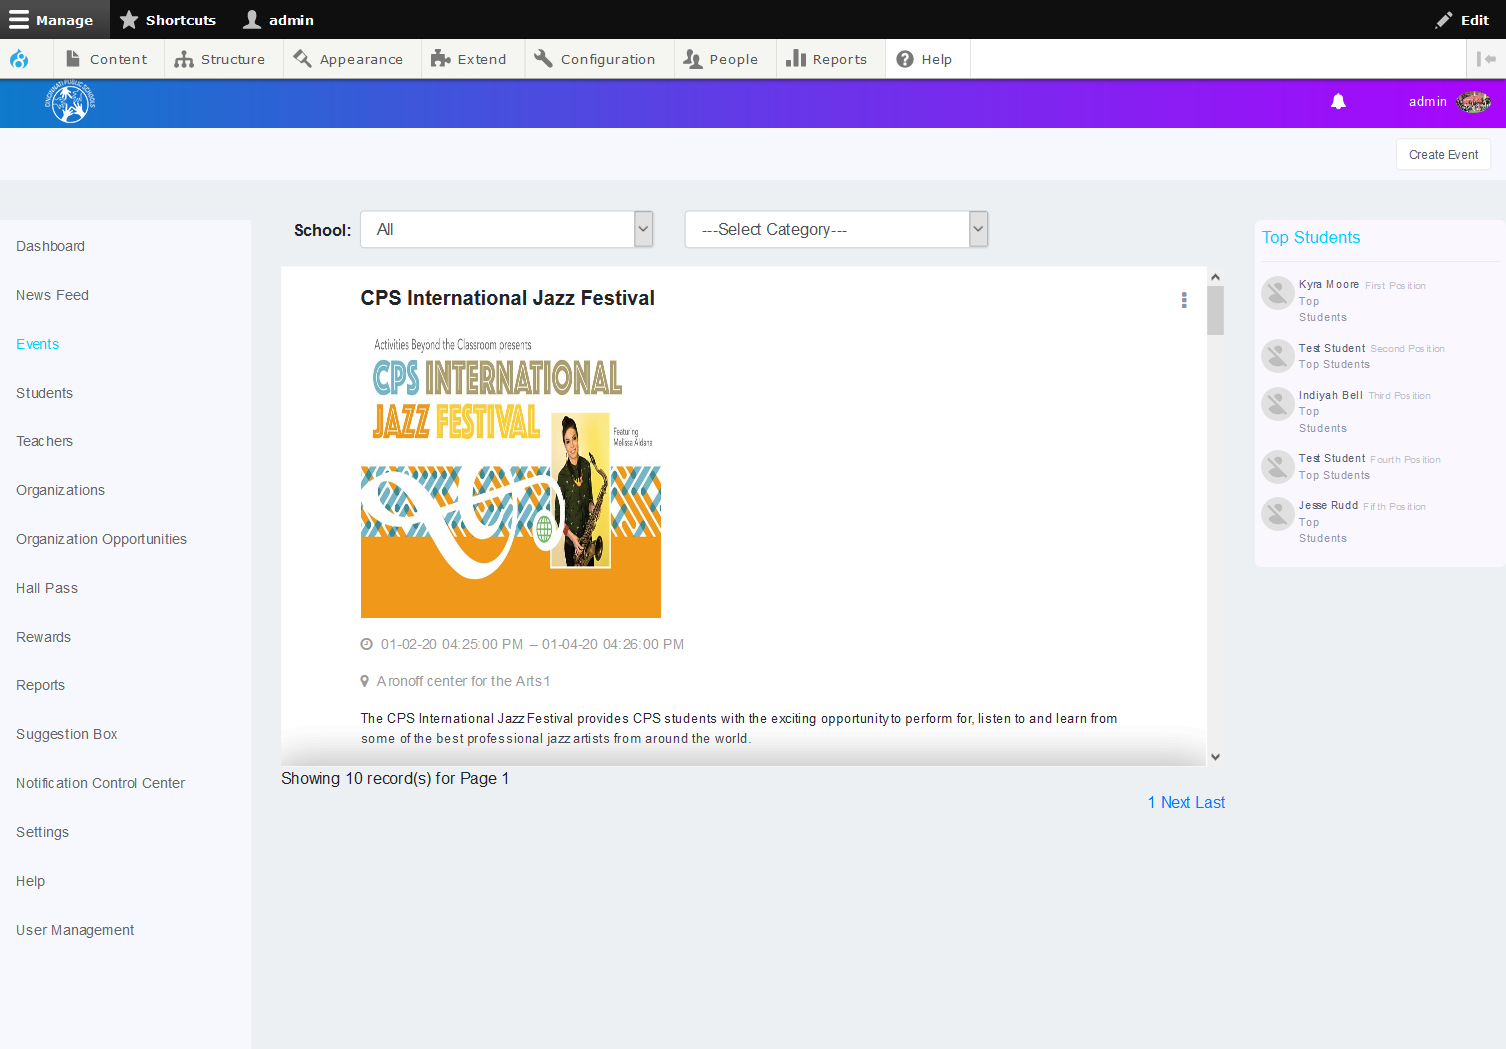 Manage Shortcuts admin Edit
Content Structure Appearance Extend Configuration People Reports Help
CINCINNATI PUBLIC SCHOOLS
admin
Create Event
School: All ---Select Category---
Dashboard
News Feed
Events
Students
Teachers
Organizations
Organization Opportunities
Hall Pass
Rewards
Reports
Suggestion Box
Notification Control Center
Settings
Help
User Management
CPS International Jazz Festival
Activities Beyond the Classroom presents
CPS INTERNATIONAL
JAZZ FESTIVAL
Featuring
Melissa Aldana
01-02-20 04:25:00 PM – 01-04-20 04:26:00 PM
Aronoff center for the Arts1
The CPS International Jazz Festival provides CPS students with the exciting opportunity to perform for, listen to and learn from
some of the best professional jazz artists from around the world.
Showing 10 record(s) for Page 1
1 Next Last
Top Students
Kyra Moore First Position
Top
Students
Test Student Second Position
Top Students
Indiyah Bell Third Position
Top
Students
Test Student Fourth Position
Top Students
Jesse Rudd Fifth Position
Top
Students